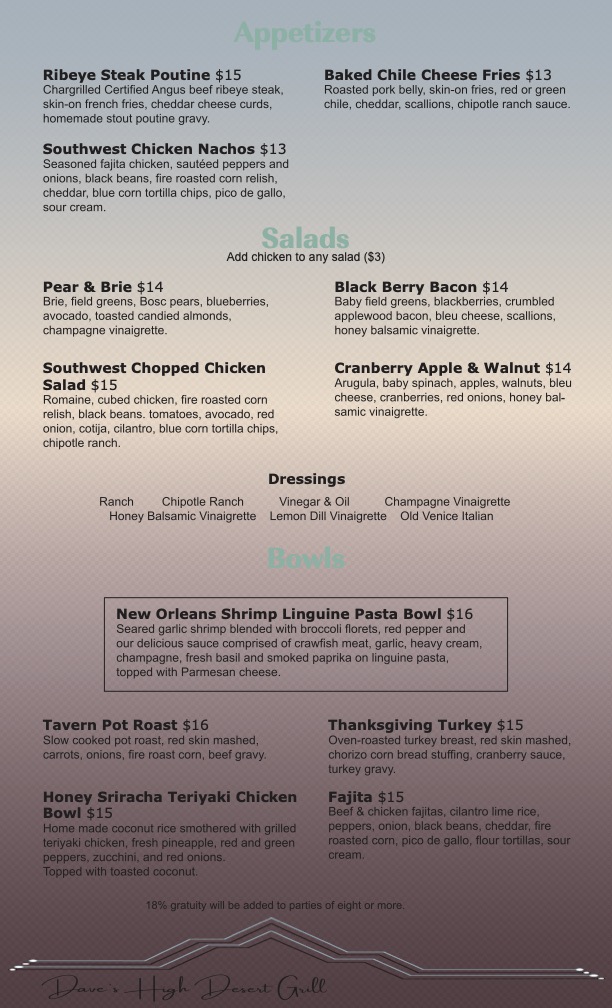 Appetizers
Ribeye Steak Poutine $15
Chargrilled Certified Angus beef ribeye steak,
skin-on french fries, cheddar cheese curds,
homemade stout poutine gravy.
Baked Chile Cheese Fries $13
Roasted pork belly, skin-on fries, red or green
chile, cheddar, scallions, chipotle ranch sauce.
Southwest Chicken Nachos $13
Seasoned fajita chicken, sautéed peppers and
onions, black beans, fire roasted corn relish,
cheddar, blue corn tortilla chips, pico de gallo,
sour cream.
Salads
Add chicken to any salad ($3)
Pear & Brie $14
Brie, field greens, Bosc pears, blueberries,
avocado, toasted candied almonds,
champagne vinaigrette.
Black Berry Bacon $14
Baby field greens, blackberries, crumbled
applewood bacon, bleu cheese, scallions,
honey balsamic vinaigrette.
Southwest Chopped Chicken
Salad $15
Romaine, cubed chicken, fire roasted corn
relish, black beans. tomatoes, avocado, red
onion, cotija, cilantro, blue corn tortilla chips,
chipotle ranch.
Cranberry Apple & Walnut $14
Arugula, baby spinach, apples, walnuts, bleu
cheese, cranberries, red onions, honey bal-
samic vinaigrette.
Dressings
Ranch Chipotle Ranch Vinegar & Oil Champagne Vinaigrette
Honey Balsamic Vinaigrette Lemon Dill Vinaigrette Old Venice Italian
Bowls
New Orleans Shrimp Linguine Pasta Bowl $16
Seared garlic shrimp blended with broccoli florets, red pepper and
our delicious sauce comprised of crawfish meat, garlic, heavy cream,
champagne, fresh basil and smoked paprika on linguine pasta,
topped with Parmesan cheese.
Tavern Pot Roast $16
Slow cooked pot roast, red skin mashed,
carrots, onions, fire roast corn, beef gravy.
Thanksgiving Turkey $15
Oven-roasted turkey breast, red skin mashed,
chorizo corn bread stuffing, cranberry sauce,
turkey gravy.
Honey Sriracha Teriyaki Chicken
Bowl $15
Home made coconut rice smothered with grilled
teriyaki chicken, fresh pineapple, red and green
peppers, zucchini, and red onions.
Topped with toasted coconut.
Fajita $15
Beef & chicken fajitas, cilantro lime rice,
peppers, onion, black beans, cheddar, fire
roasted corn, pico de gallo, flour tortillas, sour
cream.
18% gratuity will be added to parties of eight or more.
Dave's High Desert Grill